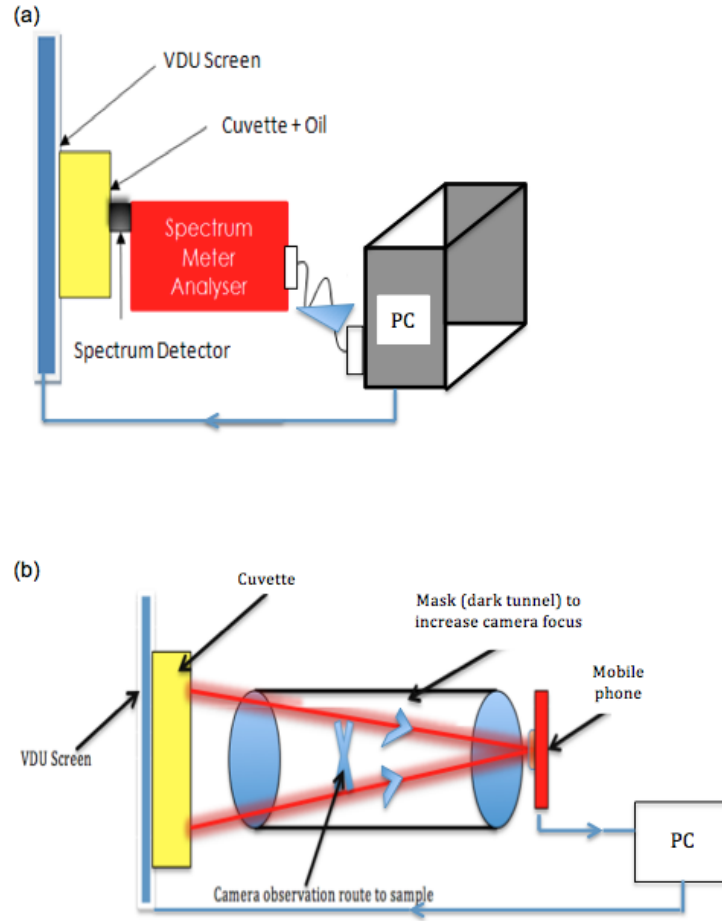 (a)
VDU Screen
Cuvette + Oil
Spectrum
Meter
Analyser
PC
Spectrum Detector
(b)
Cuvette
Mask (dark tunnel) to
increase camera focus
Mobile
phone
VDU Screen
PC
Camera observation route to sample